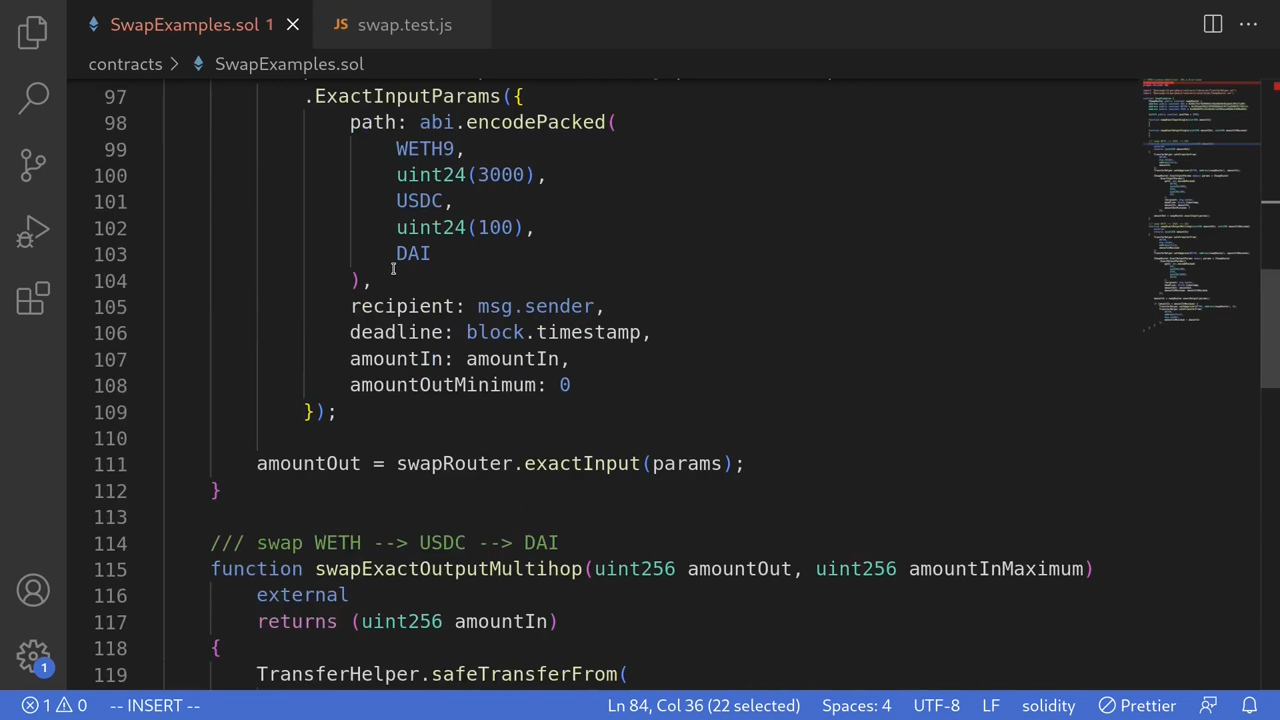 SwapExamples.sol 1
JS swap.test.js
contracts > SwapExamples.sol
97 .ExactInputParams({
98 path: abi.encodePacked(
99 WETH9,
100 uint24(3000),
101 USDC,
102 uint24(100),
103 DAI
104 ),
105 recipient: msg.sender,
106 deadline: block.timestamp,
107 amountIn: amountIn,
108 amountOutMinimum: 0
109 });
110
111 amountOut = swapRouter.exactInput(params);
112 }
113
114 /// swap WETH --> USDC --> DAI
115 function swapExactOutputMultihop(uint256 amountOut, uint256 amountInMaximum)
116 external
117 returns (uint256 amountIn)
118 {
119 TransferHelper.safeTransferFrom(
1
1 0 -- INSERT -- Ln 84, Col 36 (22 selected) Spaces: 4 UTF-8 LF solidity Prettier